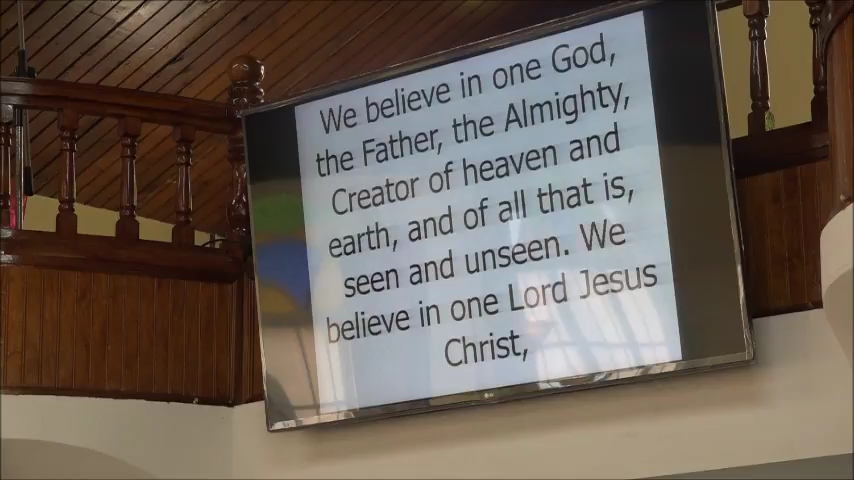 We believe in one God,
the Father, the Almighty,
Creator of heaven and
earth, and of all that is,
seen and unseen. We
believe in one Lord Jesus
Christ,